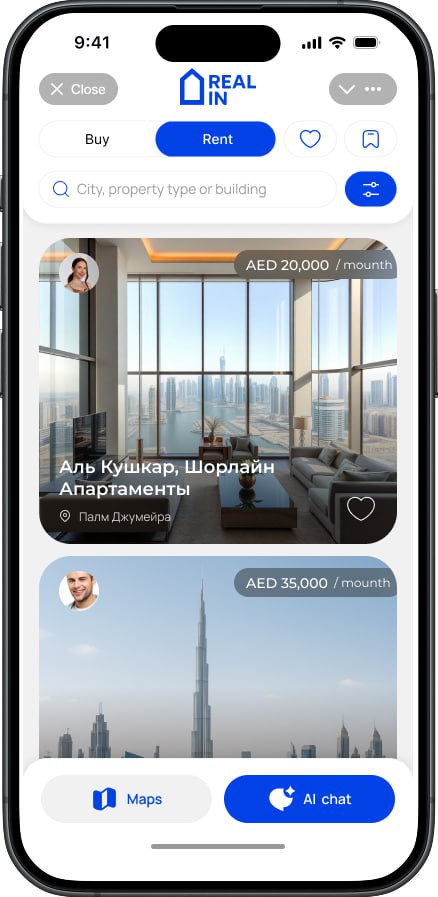 9:41
Close
REAL
IN
Buy
Rent
City, property type or building
AED 20,000 / mounth
Аль Кушкар, Шорлайн
Апартаменты
Палм Джумейра
AED 35,000 / mounth
Maps
AI chat